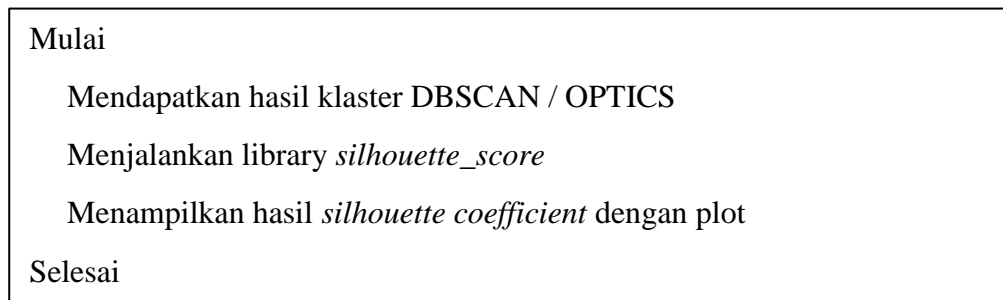 Mulai
Mendapatkan hasil klaster DBSCAN / OPTICS
Menjalankan library silhouette_score
Menampilkan hasil silhouette coefficient dengan plot
Selesai